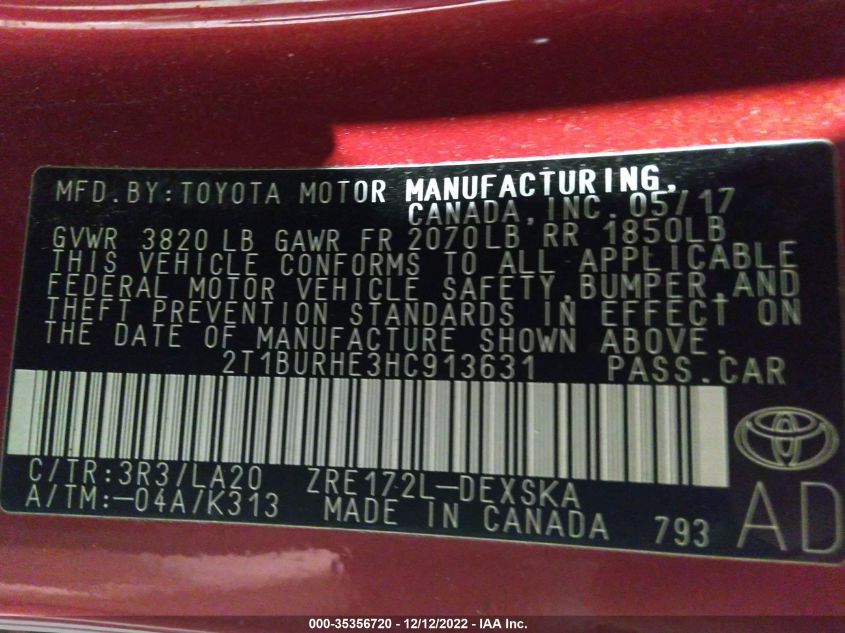 MFD.BY:TOYOTA MOTOR MANUFACTURING,
CANADA, INC. 05/17
GVWR 3820 LB GAWR FR 2070LB RR 1850LB
THIS VEHICLE CONFORMS TO ALL APPLICABLE
FEDERAL MOTOR VEHICLE SAFETY,BUMPER,AND
THEFT PREVENTION STANDARDS IN EFFECT ON
THE DATE OF MANUFACTURE SHOWN ABOVE.
2T1BURHE3HC913631 PASS.CAR
C/TR:3R3/LA20 ZRE172L-DEXSKA
A/TM:-04A/K313 MADE IN CANADA 793
AD
000-35356720 - 12/12/2022 - IAA Inc.